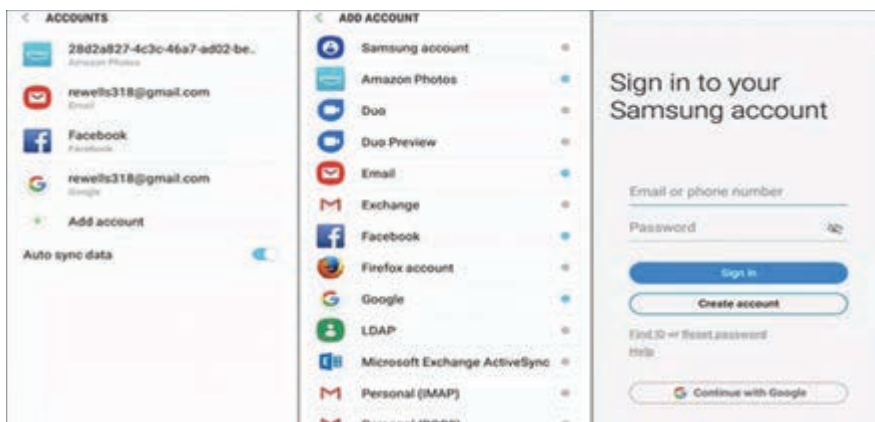 ACCOUNTS
28d2a827-4c3c-46a7-ad02-be..
Amazon Photos
rewells318@gmail.com
Email
Facebook
Facebook
rewells318@gmail.com
Google
Add account
Auto sync data
ADD ACCOUNT
Samsung account
Amazon Photos
Duo
Duo Preview
Email
Exchange
Facebook
Firefox account
Google
LDAP
Microsoft Exchange ActiveSync
Personal (IMAP)
Sign in to your
Samsung account
Email or phone number
Password
Sign in
Create account
Find ID or Reset password
Help
Continue with Google